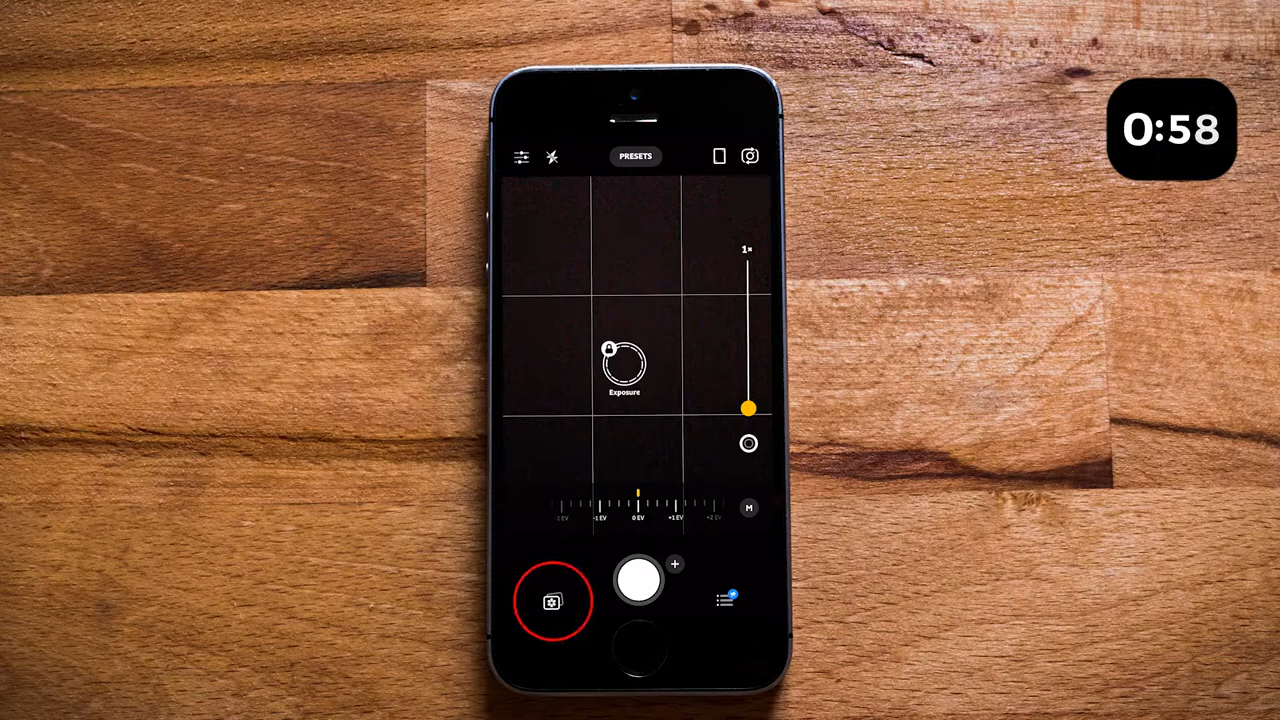 0:58
PRESETS
1×
Exposure
-2 EV -1 EV 0 EV +1 EV +2 EV
M